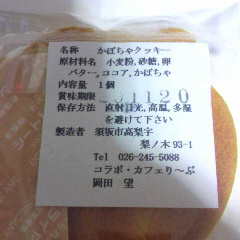 名称　かぼちゃクッキー
原材料名　小麦粉,砂糖,卵
バター,ココア,かぼちゃ
内容量　1個
賞味期限
1120
保存方法　直射日光,高温,多湿
を避けて下さい
製造者　須坂市高梨字
梨ノ木93-1
Tel　026-245-5088
コラボ・カフェり～ぶ
岡田　望